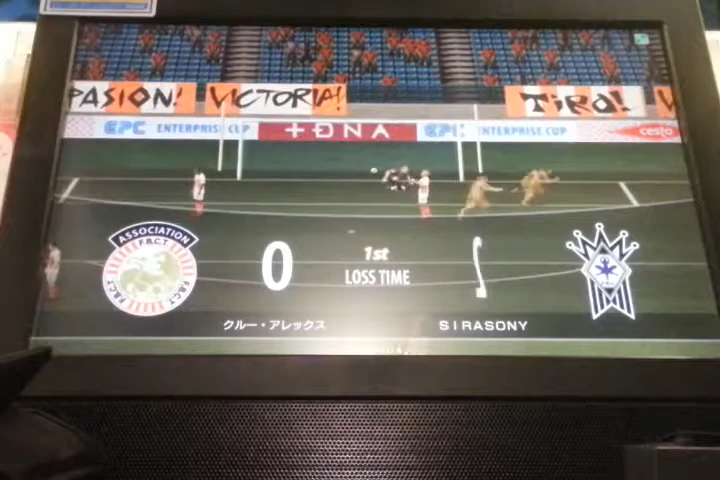 PASION! VICTORIA! TiRO! V
EPC ENTERPRISE CUP +DNA EPC ENTERPRISE CUP cesto
ASSOCIATION
F.B.C.T
F.B.C.T
F.B.C.T
0
1st
LOSS TIME
1
クルー・アレックス
SIRASONY